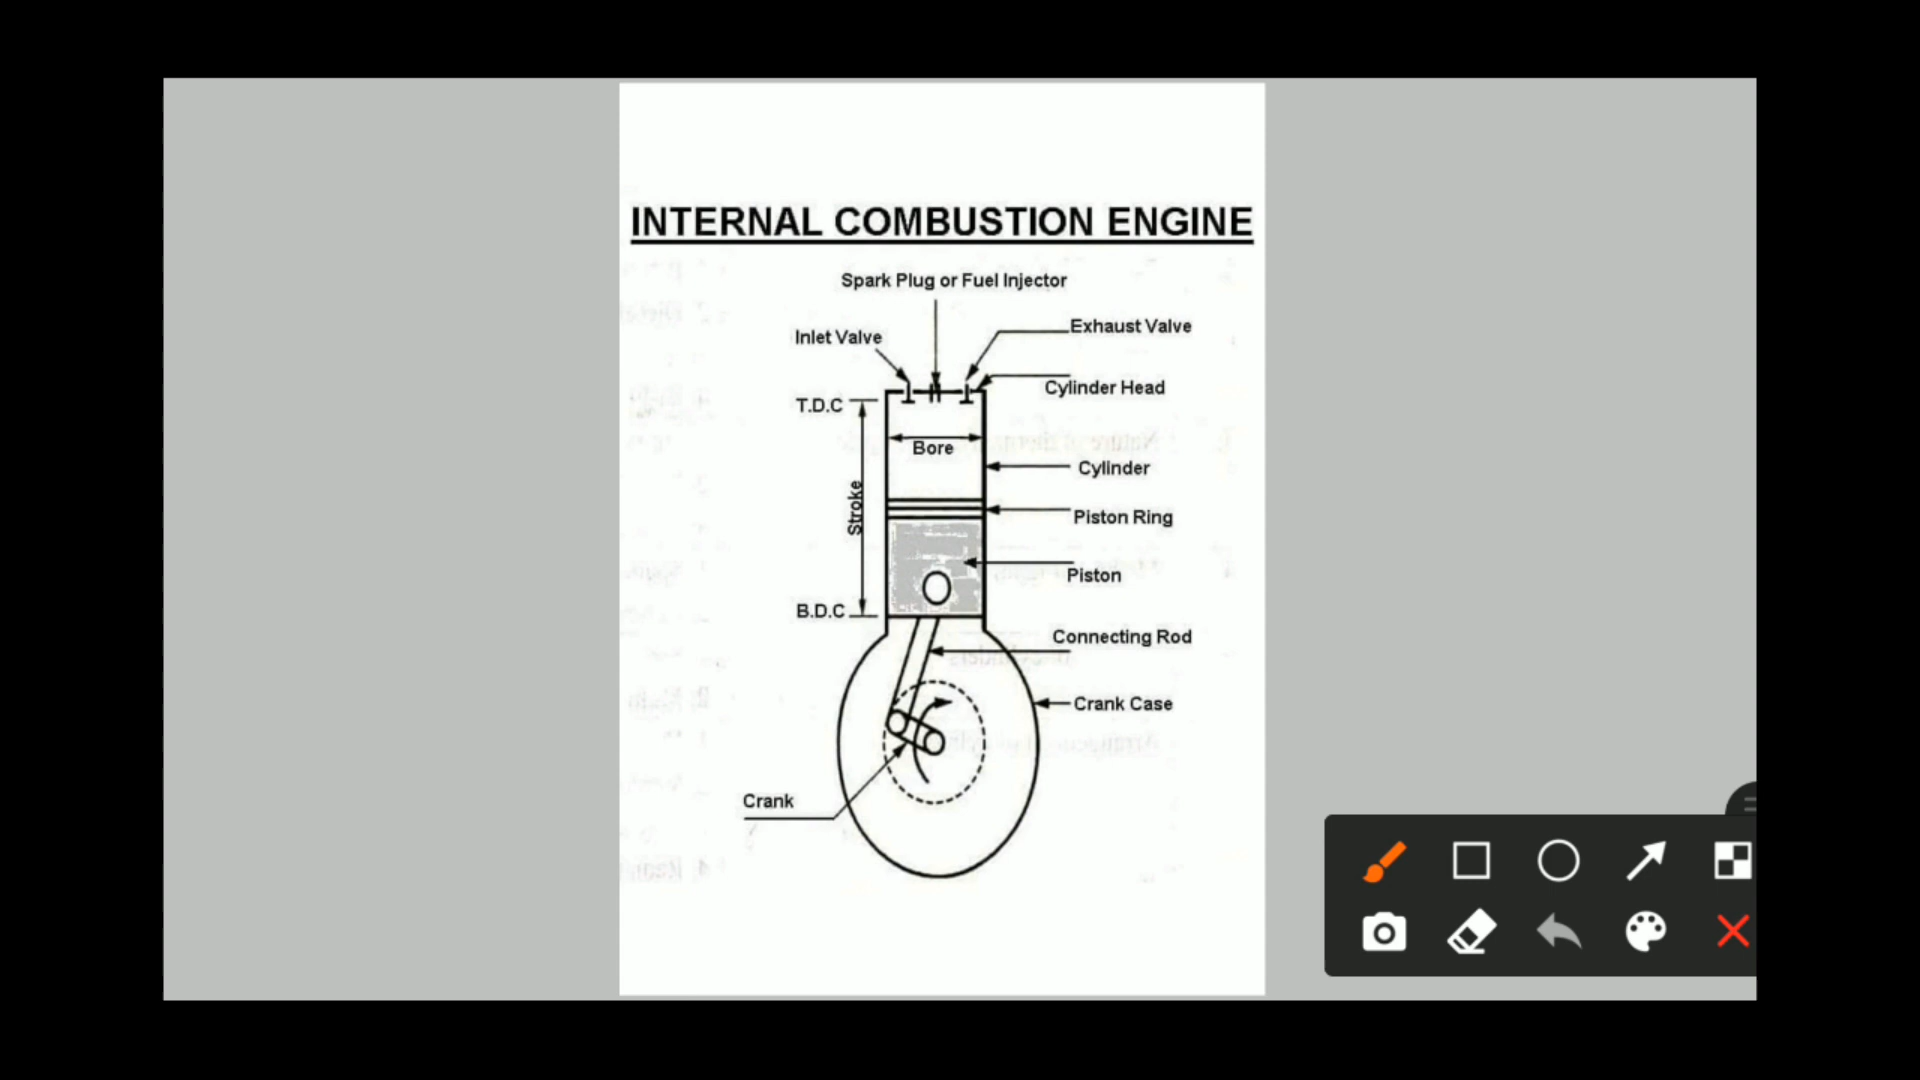 INTERNAL COMBUSTION ENGINE
Spark Plug or Fuel Injector
Exhaust Valve
Inlet Valve
Cylinder Head
T.D.C
Bore
Cylinder
Stroke
Piston Ring
Piston
B.D.C
Connecting Rod
Crank Case
Crank